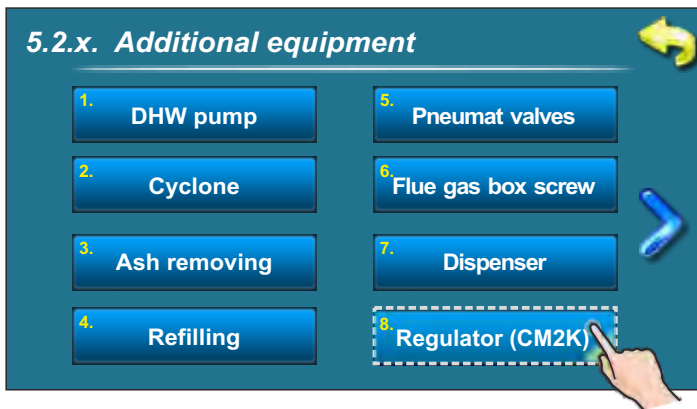 5.2.x. Additional equipment
1. DHW pump
2. Cyclone
3. Ash removing
4. Refilling
5. Pneumat valves
6. Flue gas box screw
7. Dispenser
8. Regulator (CM2K)